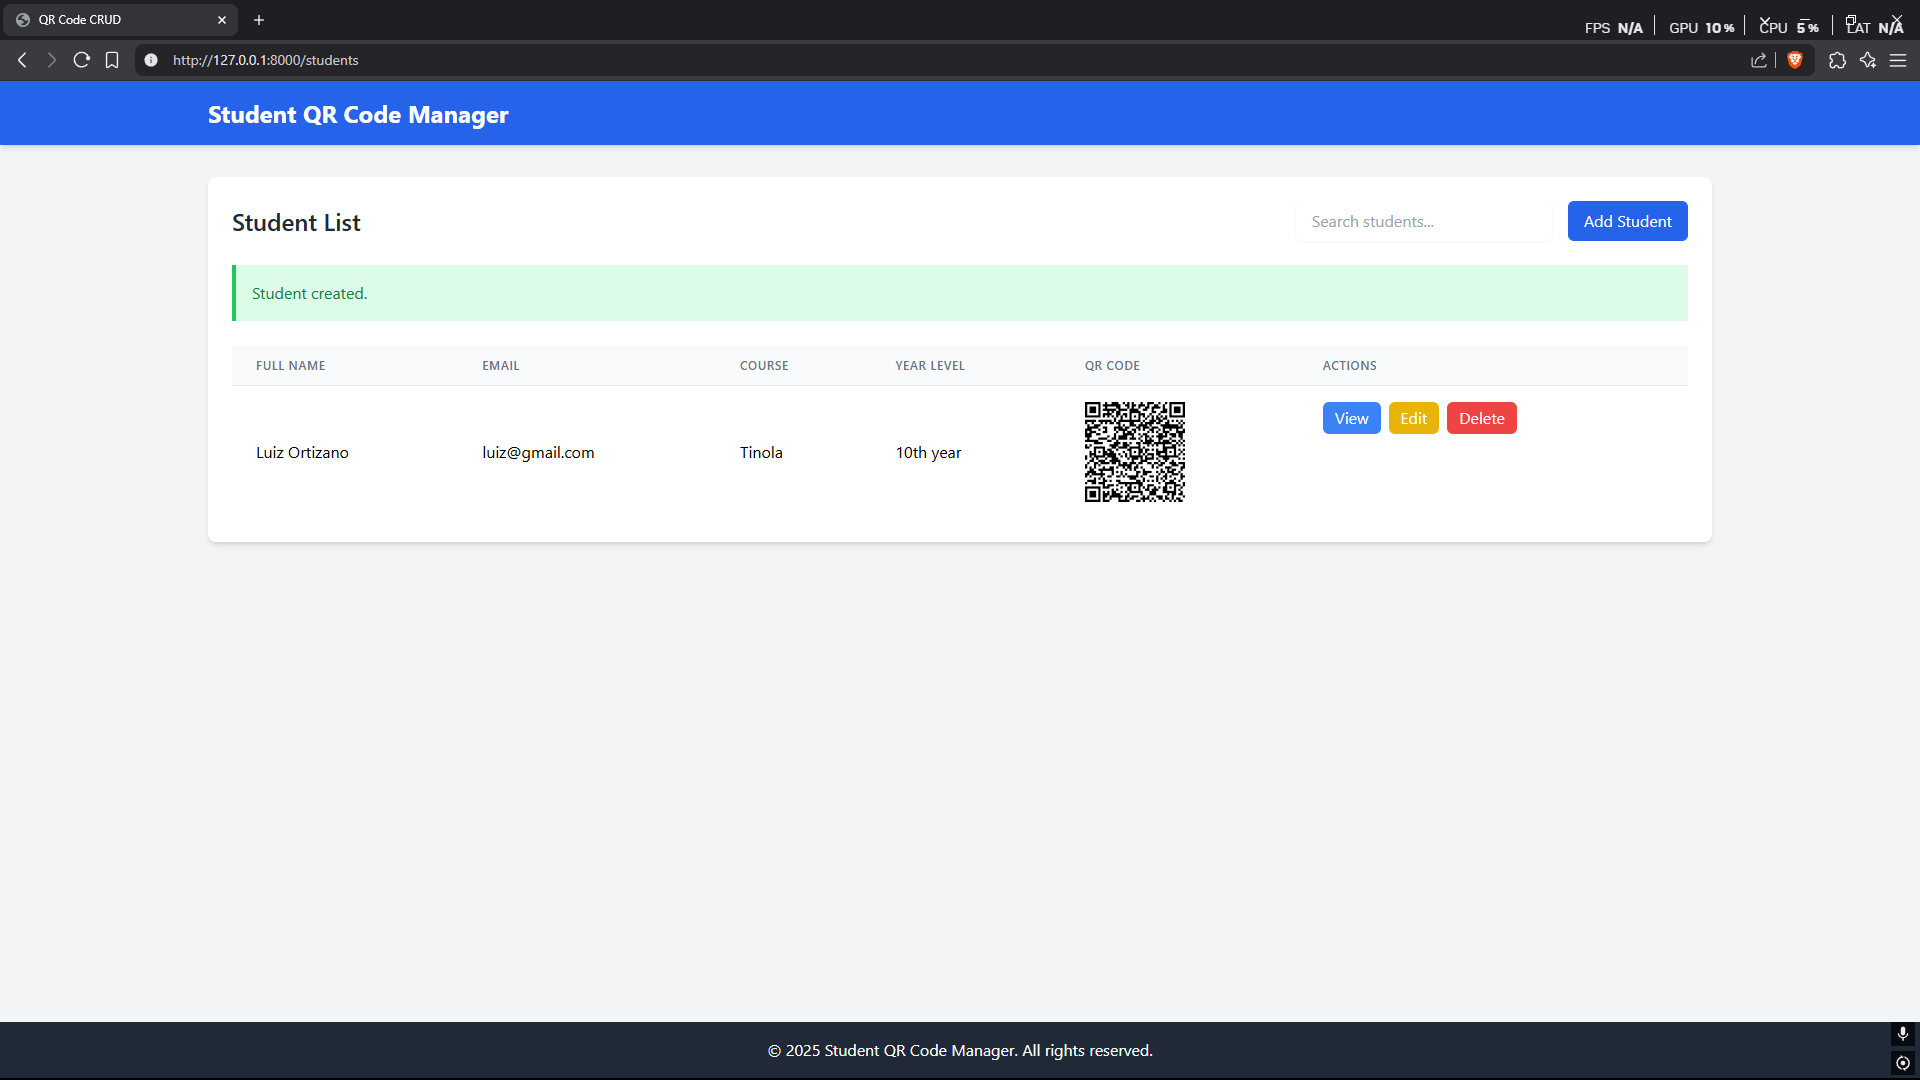 QR Code CRUD
FPS N/A GPU 10% CPU 5% LAT N/A
http://127.0.0.1:8000/students
Student QR Code Manager
Student List
Search students...
Add Student
Student created.
FULL NAME EMAIL COURSE YEAR LEVEL QR CODE ACTIONS
Luiz Ortizano luiz@gmail.com Tinola 10th year View Edit Delete
© 2025 Student QR Code Manager. All rights reserved.